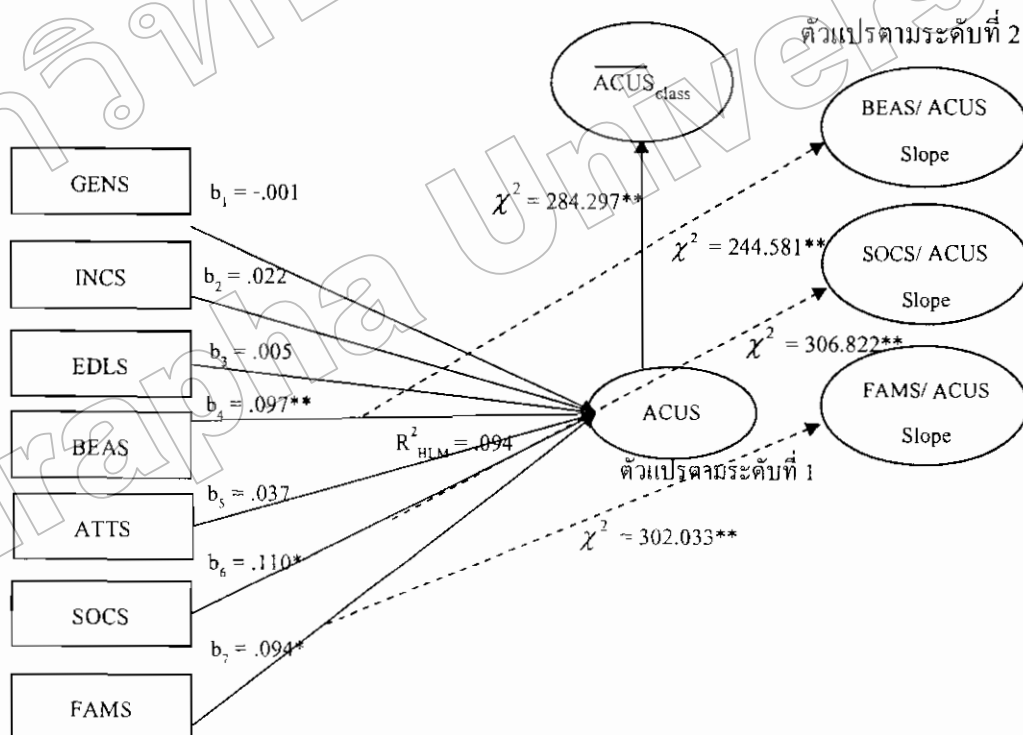 ตัวแปรตามระดับที่ 2
ACUS class
BEAS/ ACUS
Slope
GENS
b1 = -.001
χ² = 284.297**
χ² = 244.581**
SOCS/ ACUS
Slope
INCS
b2 = .022
χ² = 306.822**
EDLS
b3 = .005
FAMS/ ACUS
Slope
b4 = .097**
ACUS
BEAS
R²HLM = .094
ตัวแปรตามระดับที่ 1
b5 = .037
ATTS
χ² = 302.033**
b6 = .110*
SOCS
b7 = .094*
FAMS